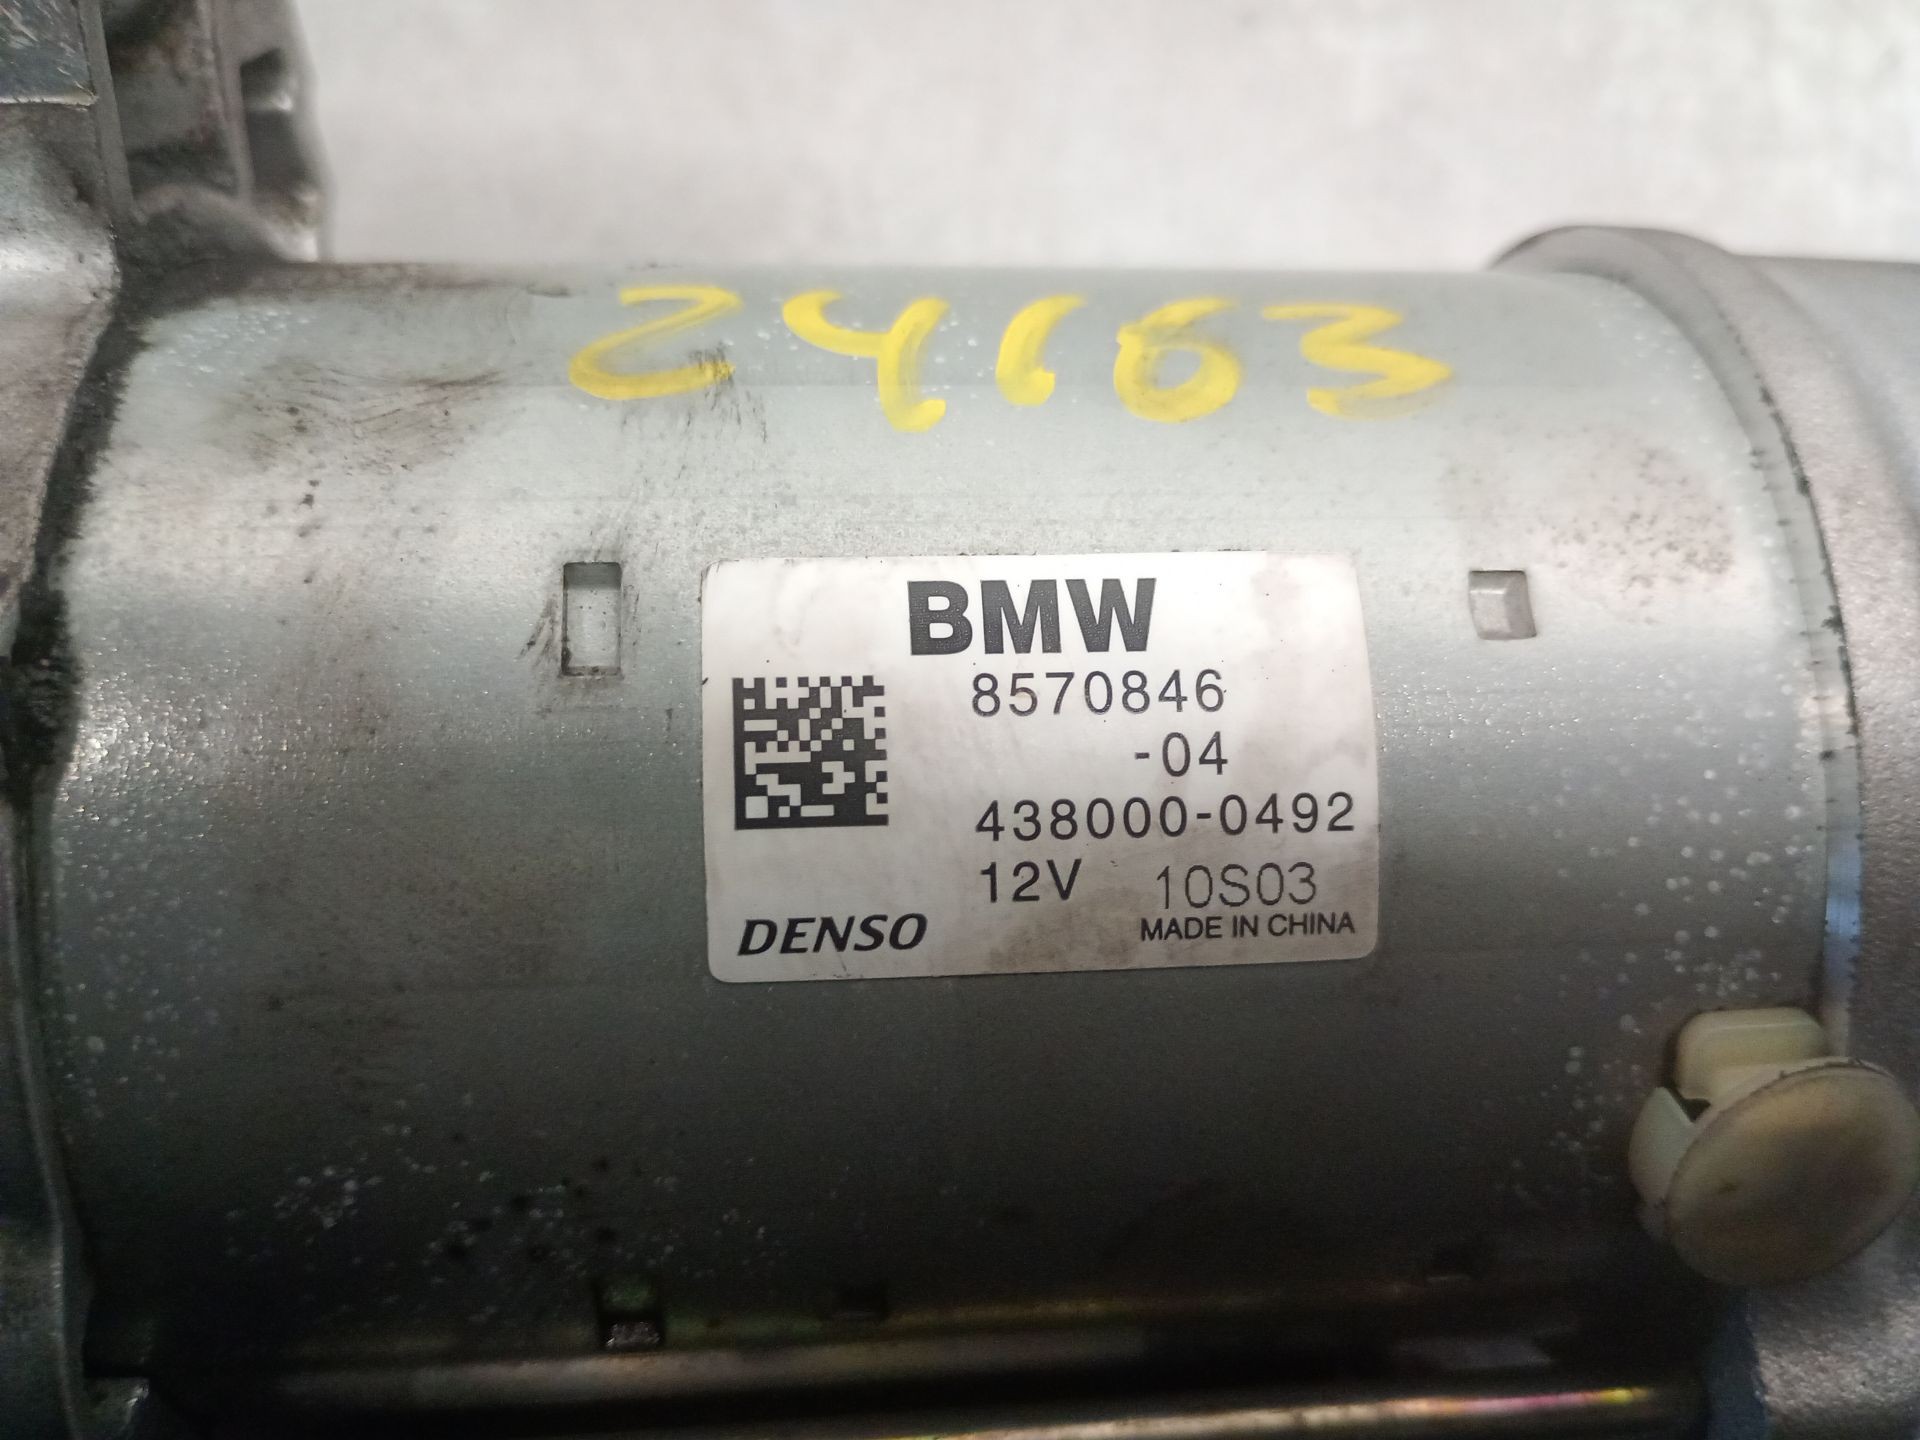 24163
BMW
8570846
-04
438000-0492
12V 10S03
DENSO MADE IN CHINA